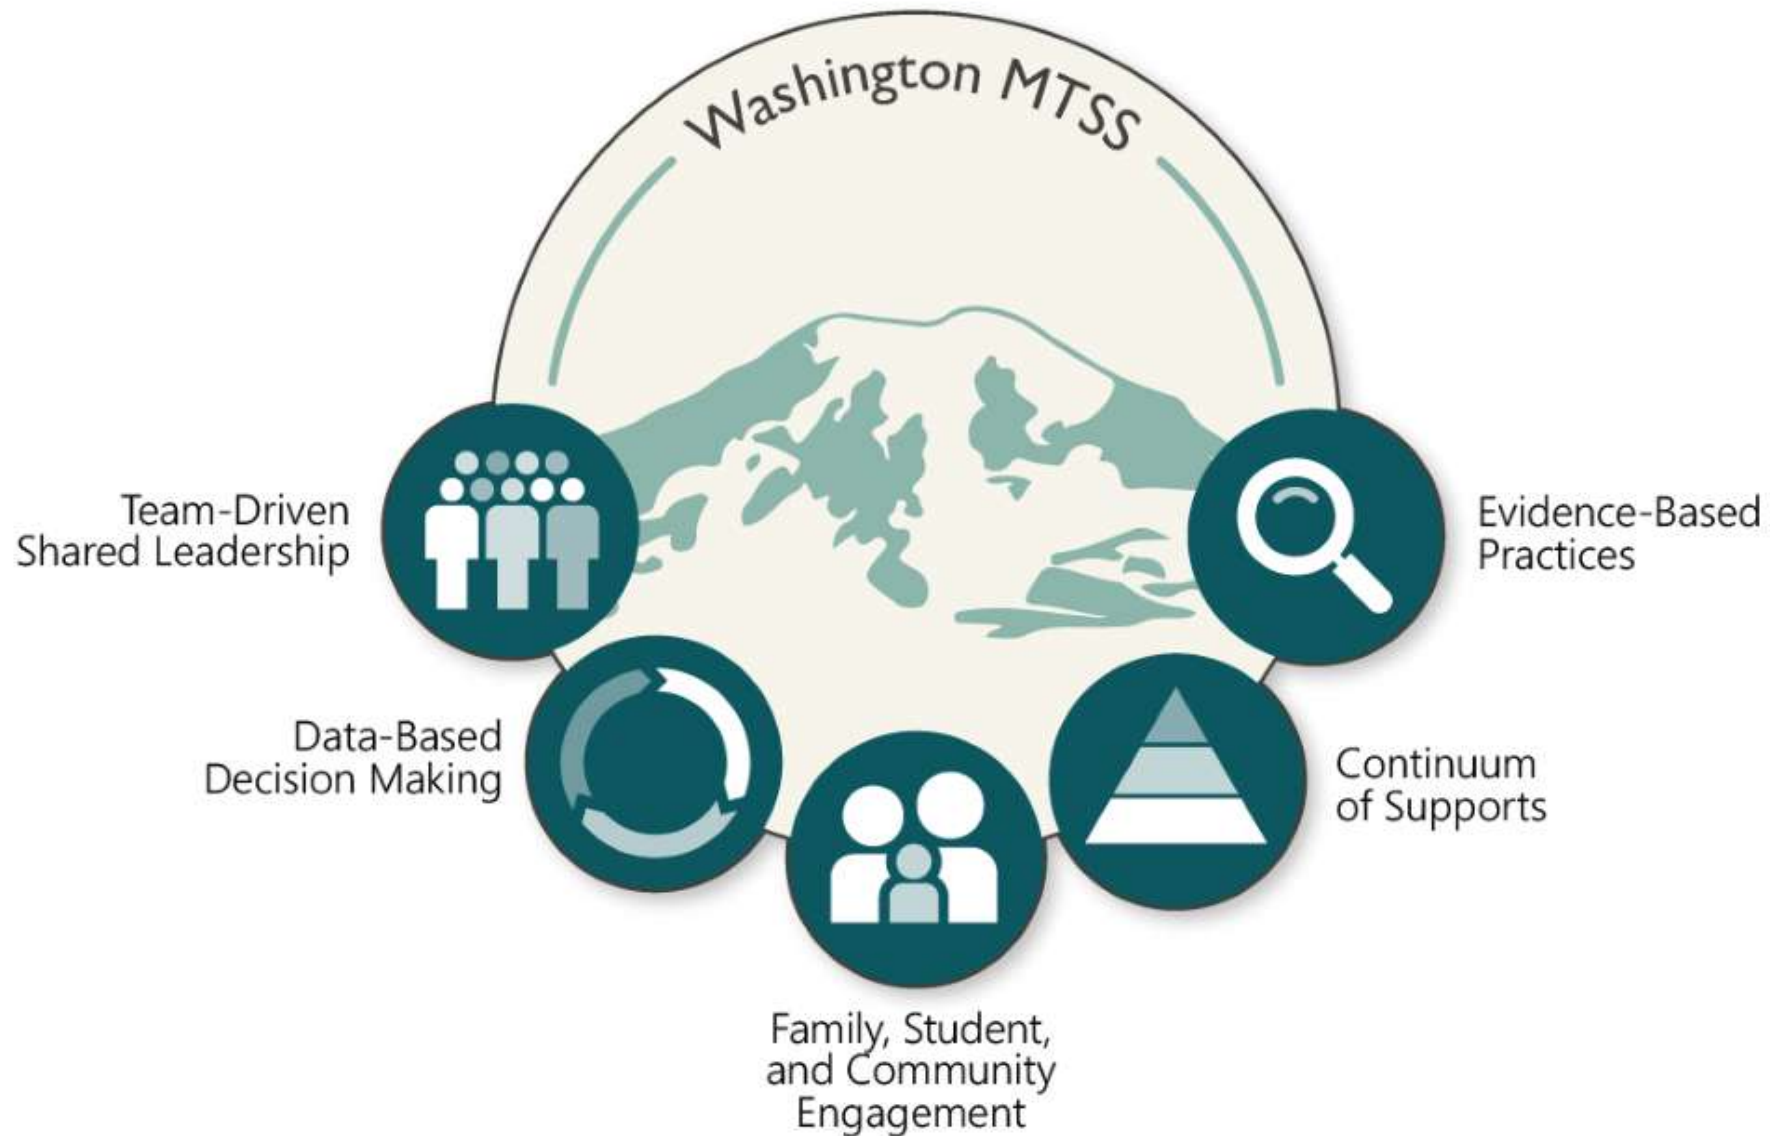 Washington MTSS
Team-Driven
Shared Leadership
Evidence-Based
Practices
Data-Based
Decision Making
Continuum
of Supports
Family, Student,
and Community
Engagement